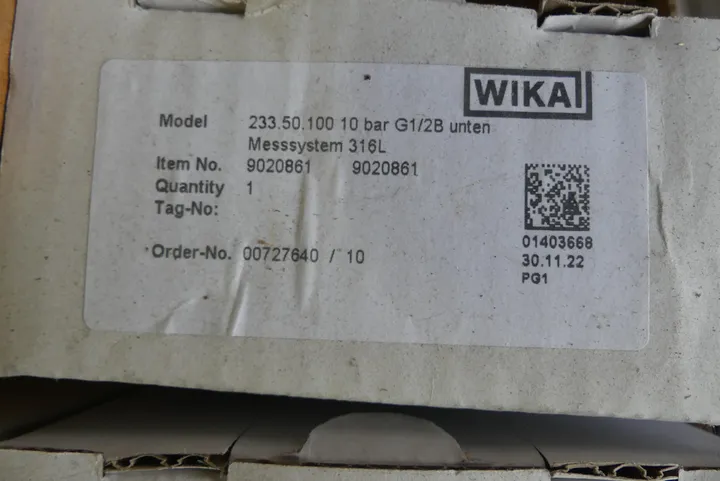 WIKA
Model 233.50.100 10 bar G1/2B unten
Messsystem 316L
Item No. 9020861 9020861
Quantity 1
Tag-No:
Order-No. 00727640 / 10
01403668
30.11.22
PG1